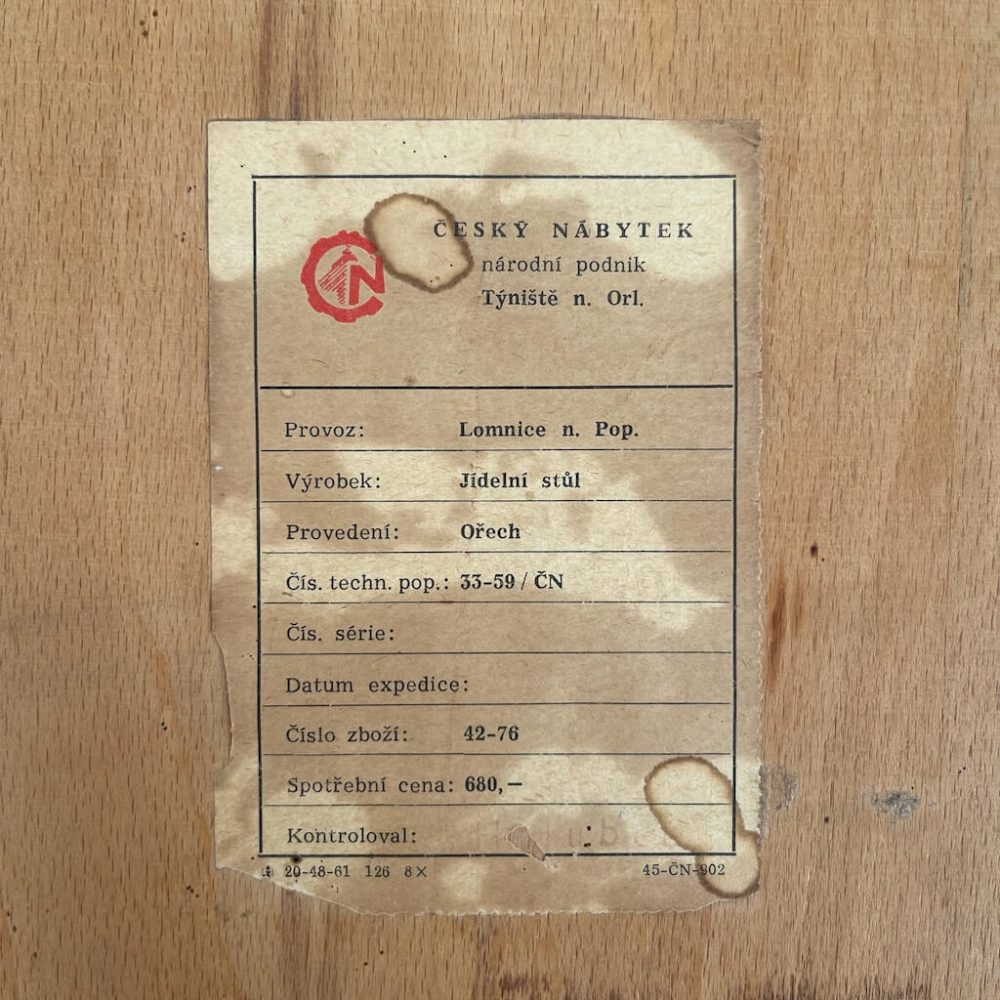 ČESKÝ NÁBYTEK
národní podnik
Týniště n. Orl.
Provoz: Lomnice n. Pop.
Výrobek: Jídelní stůl
Provedení: Ořech
Čís. techn. pop.: 33-59 / ČN
Čís. série:
Datum expedice:
Číslo zboží: 42-76
Spotřební cena: 680,—
Kontroloval:
20-48-61 126 8× 45-ČN-902